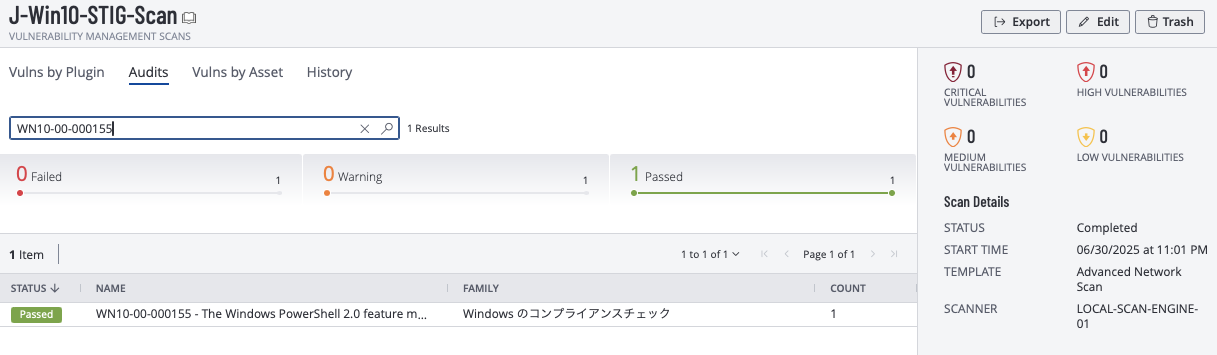 J-Win10-STIG-Scan
VULNERABILITY MANAGEMENT SCANS
Export
Edit
Trash
Vulns by Plugin
Audits
Vulns by Asset
History
WN10-00-000155
1 Results
0 Failed 1
0 Warning 1
1 Passed 1
1 Item
1 to 1 of 1
Page 1 of 1
STATUS NAME FAMILY COUNT
Passed WN10-00-000155 - The Windows PowerShell 2.0 feature m... Windows のコンプライアンスチェック 1
0
CRITICAL
VULNERABILITIES
0
HIGH VULNERABILITIES
0
MEDIUM
VULNERABILITIES
0
LOW VULNERABILITIES
Scan Details
STATUS Completed
START TIME 06/30/2025 at 11:01 PM
TEMPLATE Advanced Network
Scan
SCANNER LOCAL-SCAN-ENGINE-
01